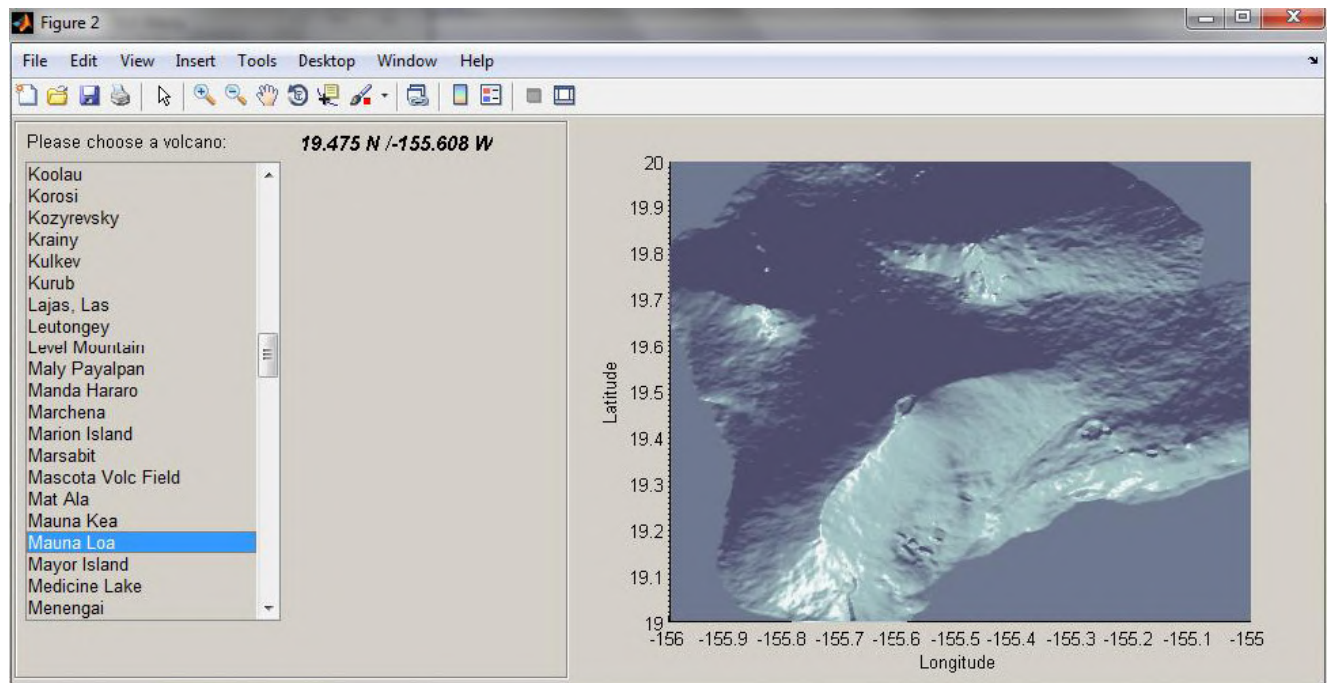 Figure 2
File Edit View Insert Tools Desktop Window Help
Please choose a volcano:
19.475 N /-155.608 W
Koolau
Korosi
Kozyrevsky
Krainy
Kulkev
Kurub
Lajas, Las
Leutongey
Level Mountain
Maly Payalpan
Manda Hararo
Marchena
Marion Island
Marsabit
Mascota Volc Field
Mat Ala
Mauna Kea
Mauna Loa
Mayor Island
Medicine Lake
Menengai
20
19.9
19.8
19.7
19.6
19.5
19.4
19.3
19.2
19.1
19
Latitude
-156 -155.9 -155.8 -155.7 -155.6 -155.5 -155.4 -155.3 -155.2 -155.1 -155
Longitude